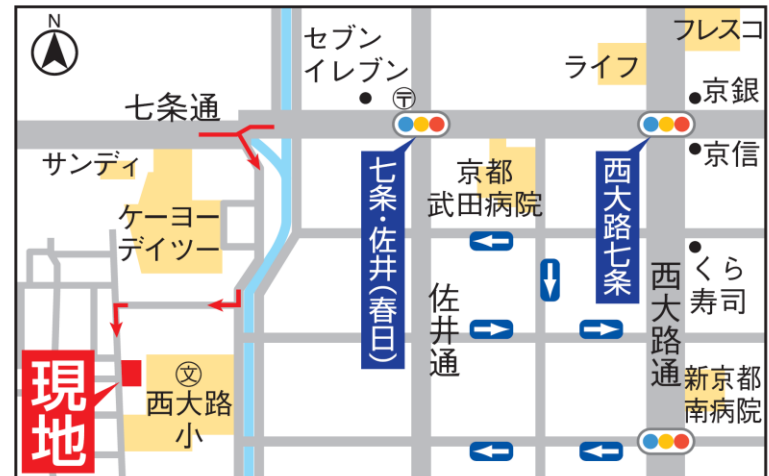 N
セブン
イレブン
フレスコ
ライフ
京銀
七条通
〒
京信
サンディ
京都
武田病院
七条・佐井(春日)
西大路七条
ケーヨー
デイツー
くら
寿司
佐井通
西大路通
現地
文
西大路
小
新京都
南病院